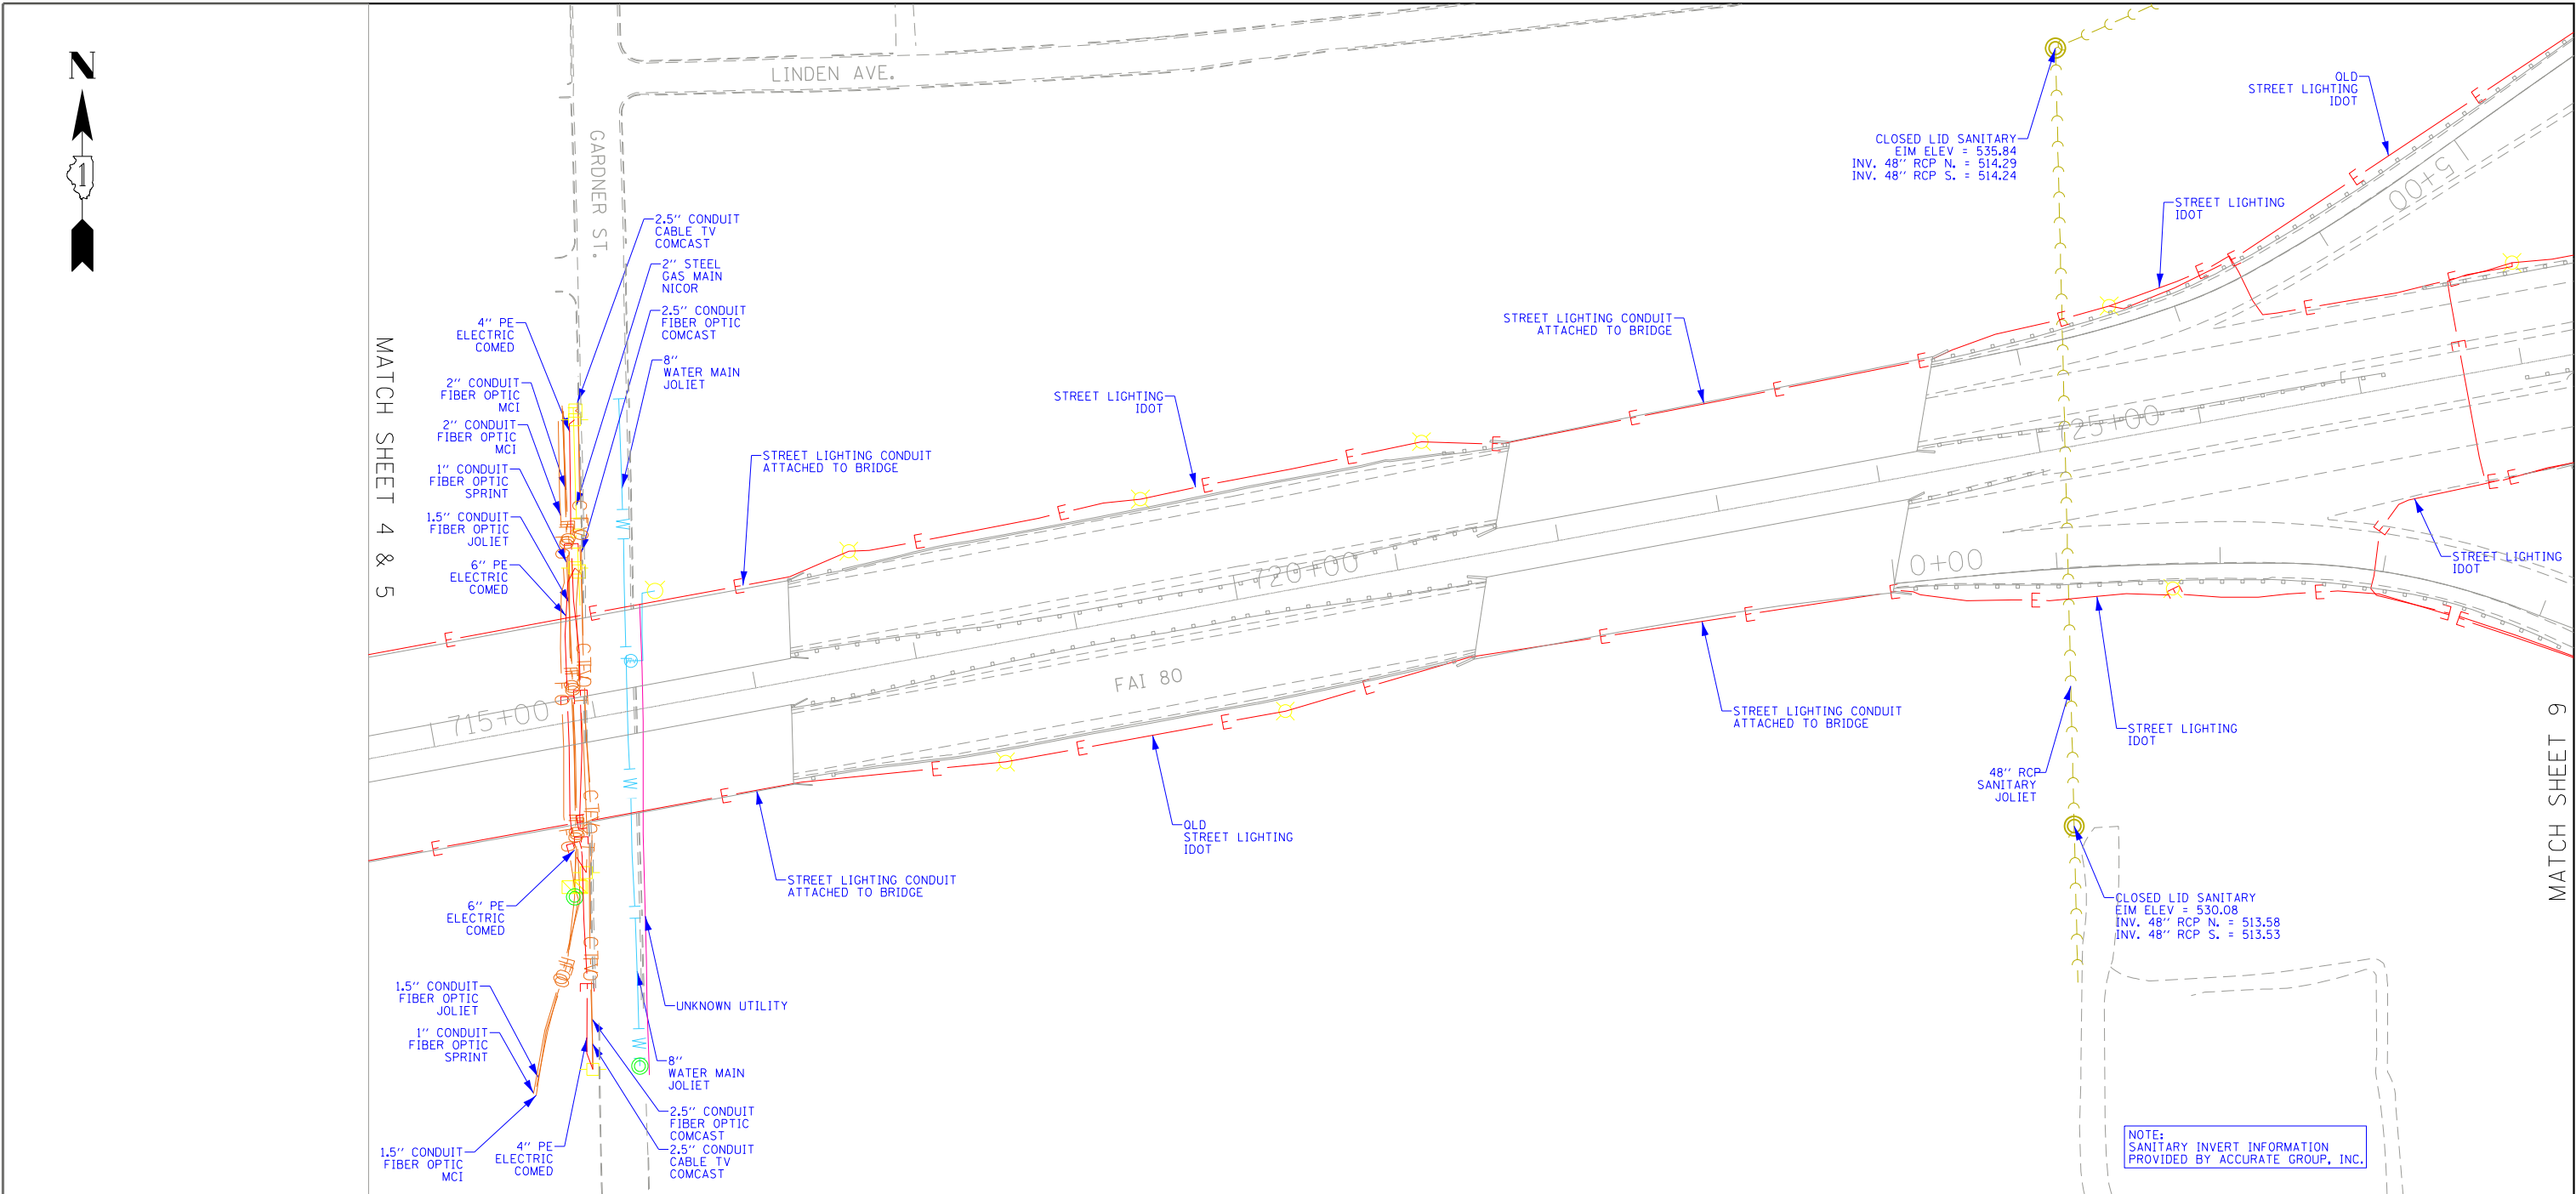 N
1
LINDEN AVE.
GARDNER ST.
MATCH SHEET 4 & 5
2.5'' CONDUIT
CABLE TV
COMCAST
2'' STEEL
GAS MAIN
NICOR
2.5'' CONDUIT
FIBER OPTIC
COMCAST
8''
WATER MAIN
JOLIET
4'' PE
ELECTRIC
COMED
2'' CONDUIT
FIBER OPTIC
MCI
2'' CONDUIT
FIBER OPTIC
MCI
1'' CONDUIT
FIBER OPTIC
SPRINT
1.5'' CONDUIT
FIBER OPTIC
JOLIET
6'' PE
ELECTRIC
COMED
STREET LIGHTING CONDUIT
ATTACHED TO BRIDGE
STREET LIGHTING
IDOT
STREET LIGHTING CONDUIT
ATTACHED TO BRIDGE
CLOSED LID SANITARY
EIM ELEV = 535.84
INV. 48'' RCP N. = 514.29
INV. 48'' RCP S. = 514.24
QLD
STREET LIGHTING
IDOT
STREET LIGHTING
IDOT
5+00
725+00
720+00
715+00
0+00
FAI 80
STREET LIGHTING
IDOT
STREET LIGHTING CONDUIT
ATTACHED TO BRIDGE
STREET LIGHTING
IDOT
48'' RCP
SANITARY
JOLIET
QLD
STREET LIGHTING
IDOT
STREET LIGHTING CONDUIT
ATTACHED TO BRIDGE
6'' PE
ELECTRIC
COMED
CLOSED LID SANITARY
EIM ELEV = 530.08
INV. 48'' RCP N. = 513.58
INV. 48'' RCP S. = 513.53
MATCH SHEET 9
1.5'' CONDUIT
FIBER OPTIC
JOLIET
1'' CONDUIT
FIBER OPTIC
SPRINT
1.5'' CONDUIT
FIBER OPTIC
MCI
4'' PE
ELECTRIC
COMED
UNKNOWN UTILITY
8''
WATER MAIN
JOLIET
2.5'' CONDUIT
FIBER OPTIC
COMCAST
2.5'' CONDUIT
CABLE TV
COMCAST
NOTE:
SANITARY INVERT INFORMATION
PROVIDED BY ACCURATE GROUP, INC.